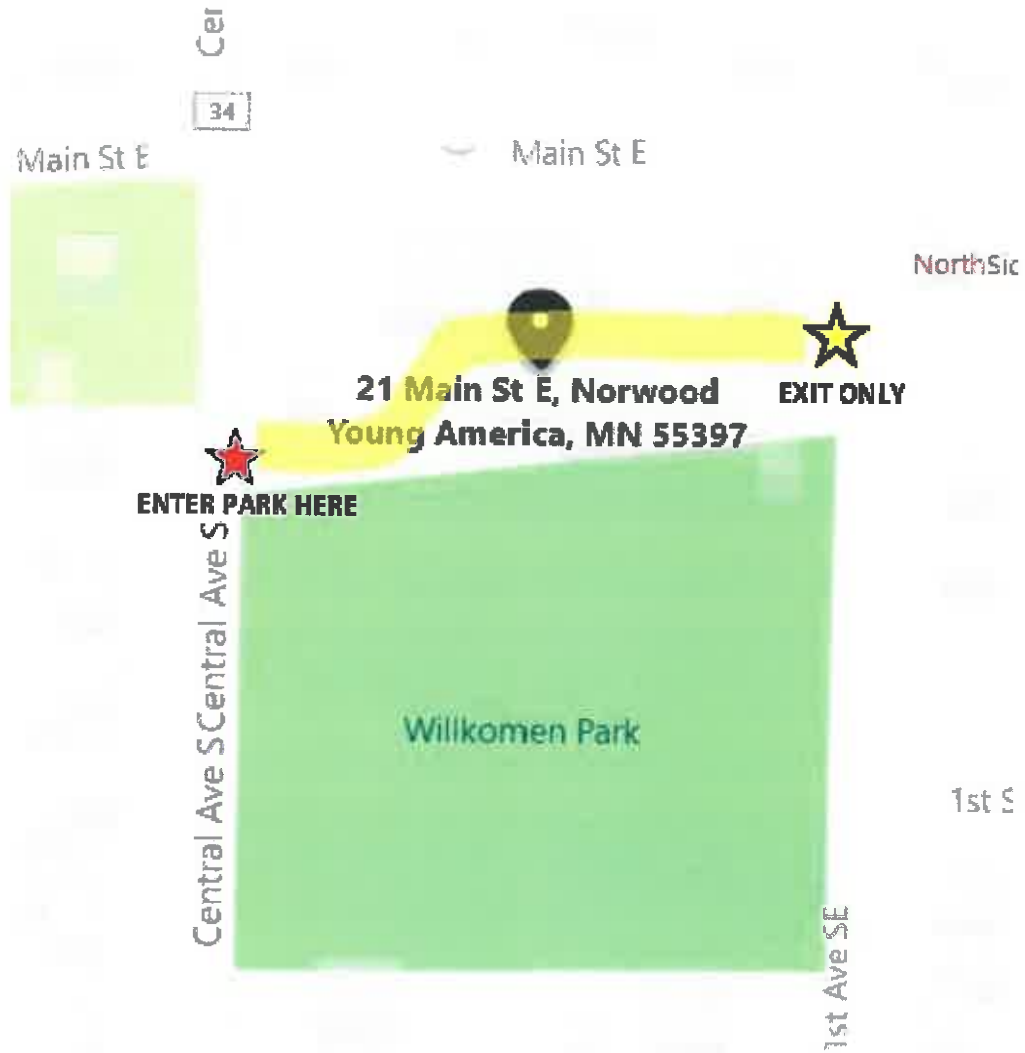 Cer
34
Main St E
Main St E
NorthSic
21 Main St E, Norwood
Young America, MN 55397
EXIT ONLY
ENTER PARK HERE
Central Ave S
Central Ave S
Willkomen Park
1st S
1st Ave SE